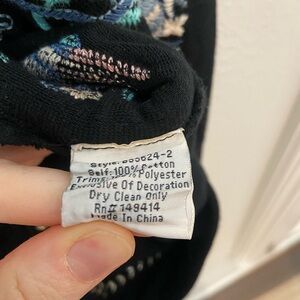 Style: B55624-2
Self: 100% Cotton
Trim: 100% Polyester
Exclusive Of Decoration
Dry Clean Only
Rn# 149414
Made In China